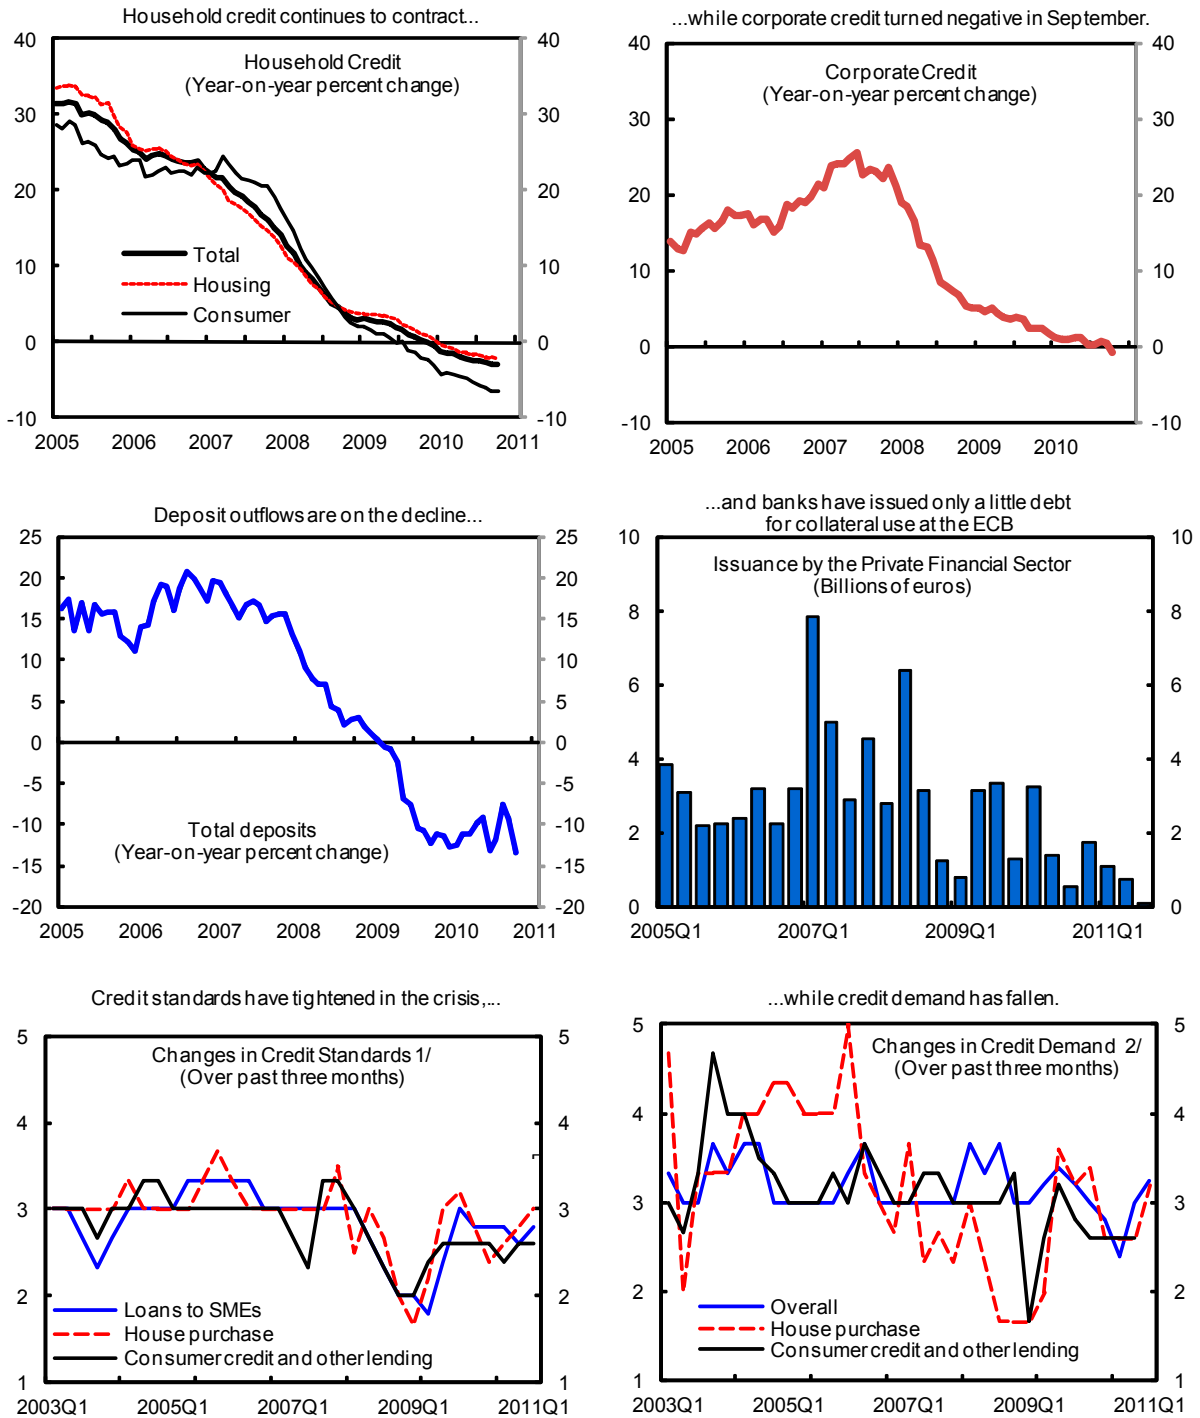 Household credit continues to contract...
Household Credit
(Year-on-year percent change)
40
30
20
10
0
-10
40
30
20
10
0
-10
Total
Housing
Consumer
2005 2006 2007 2008 2009 2010 2011
...while corporate credit turned negative in September.
Corporate Credit
(Year-on-year percent change)
40
30
20
10
0
-10
40
30
20
10
0
-10
2005 2006 2007 2008 2009 2010
Deposit outflows are on the decline...
25
20
15
10
5
0
-5
-10
-15
-20
25
20
15
10
5
0
-5
-10
-15
-20
Total deposits
(Year-on-year percent change)
2005 2006 2007 2008 2009 2010 2011
...and banks have issued only a little debt
for collateral use at the ECB
Issuance by the Private Financial Sector
(Billions of euros)
10
8
6
4
2
0
10
8
6
4
2
0
2005Q1 2007Q1 2009Q1 2011Q1
Credit standards have tightened in the crisis,...
Changes in Credit Standards 1/
(Over past three months)
5
4
3
2
1
5
4
3
2
1
Loans to SMEs
House purchase
Consumer credit and other lending
2003Q1 2005Q1 2007Q1 2009Q1 2011Q1
...while credit demand has fallen.
Changes in Credit Demand 2/
(Over past three months)
5
4
3
2
1
5
4
3
2
1
Overall
House purchase
Consumer credit and other lending
2003Q1 2005Q1 2007Q1 2009Q1 2011Q1